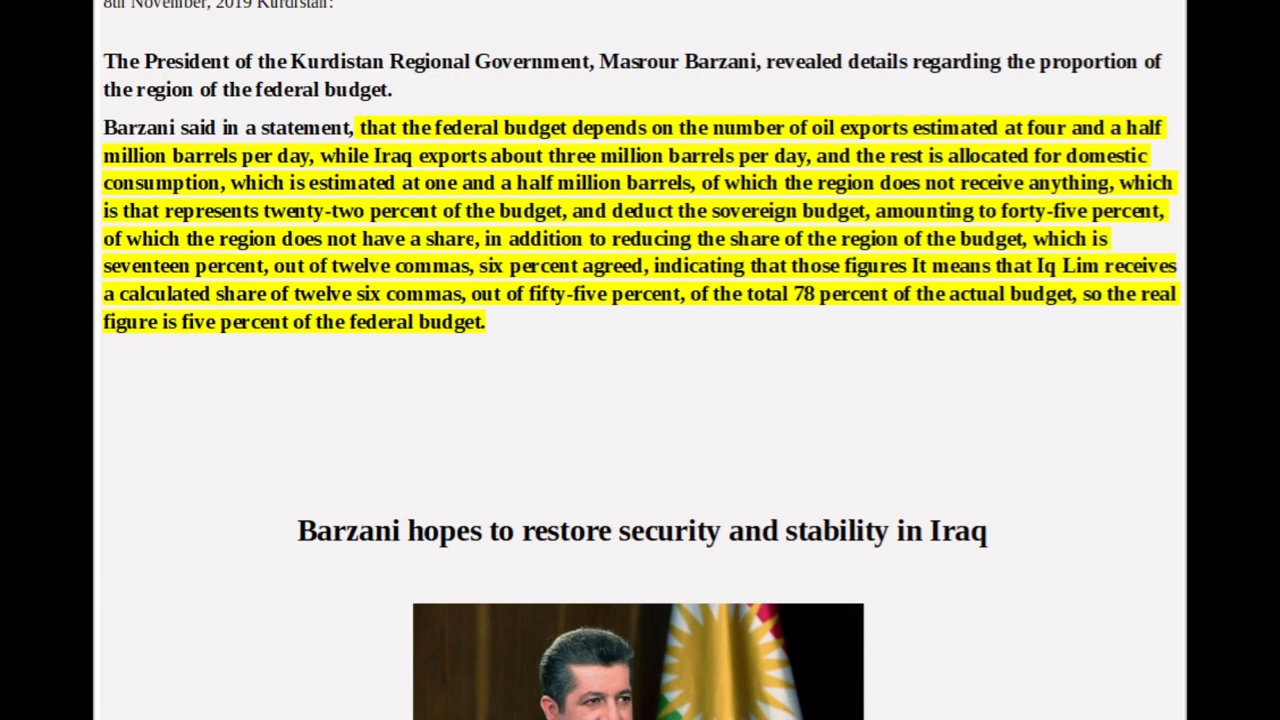 8th November, 2019 Kurdistan:
The President of the Kurdistan Regional Government, Masrour Barzani, revealed details regarding the proportion of
the region of the federal budget.
Barzani said in a statement, that the federal budget depends on the number of oil exports estimated at four and a half
million barrels per day, while Iraq exports about three million barrels per day, and the rest is allocated for domestic
consumption, which is estimated at one and a half million barrels, of which the region does not receive anything, which
is that represents twenty-two percent of the budget, and deduct the sovereign budget, amounting to forty-five percent,
of which the region does not have a share, in addition to reducing the share of the region of the budget, which is
seventeen percent, out of twelve commas, six percent agreed, indicating that those figures It means that Iq Lim receives
a calculated share of twelve six commas, out of fifty-five percent, of the total 78 percent of the actual budget, so the real
figure is five percent of the federal budget.
Barzani hopes to restore security and stability in Iraq